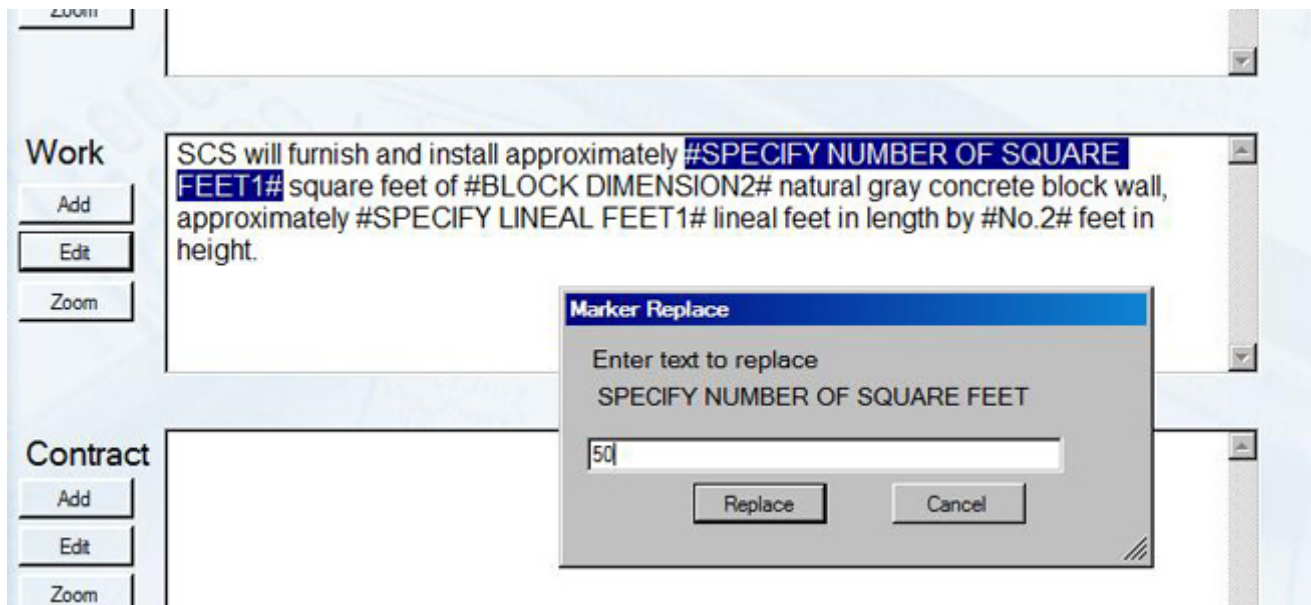 Zoom
Work
SCS will furnish and install approximately #SPECIFY NUMBER OF SQUARE
FEET1# square feet of #BLOCK DIMENSION2# natural gray concrete block wall,
approximately #SPECIFY LINEAL FEET1# lineal feet in length by #No.2# feet in
height.
Add
Edit
Zoom
Marker Replace
Enter text to replace
SPECIFY NUMBER OF SQUARE FEET
50
Replace
Cancel
Contract
Add
Edit
Zoom